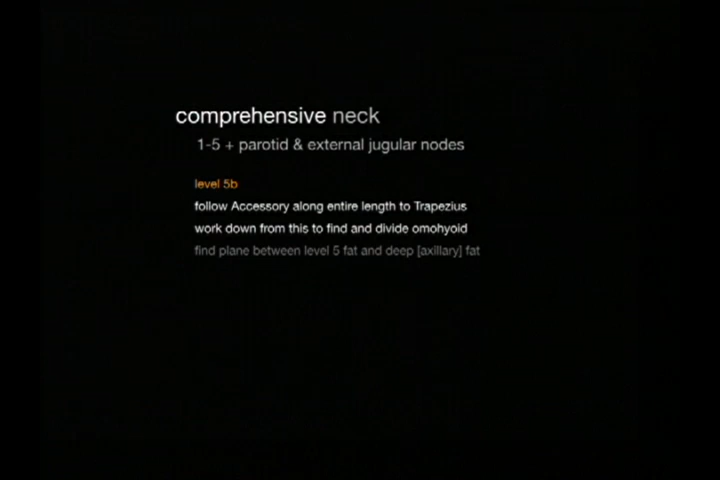 comprehensive neck
1-5 + parotid & external jugular nodes
level 5b
follow Accessory along entire length to Trapezius
work down from this to find and divide omohyoid
find plane between level 5 fat and deep [axillary] fat